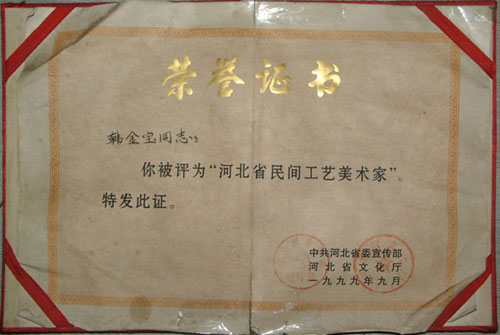 荣誉证书
韩金宝同志：
你被评为“河北省民间工艺美术家”。
特发此证。
中共河北省委宣传部
河北省文化厅
一九九九年九月